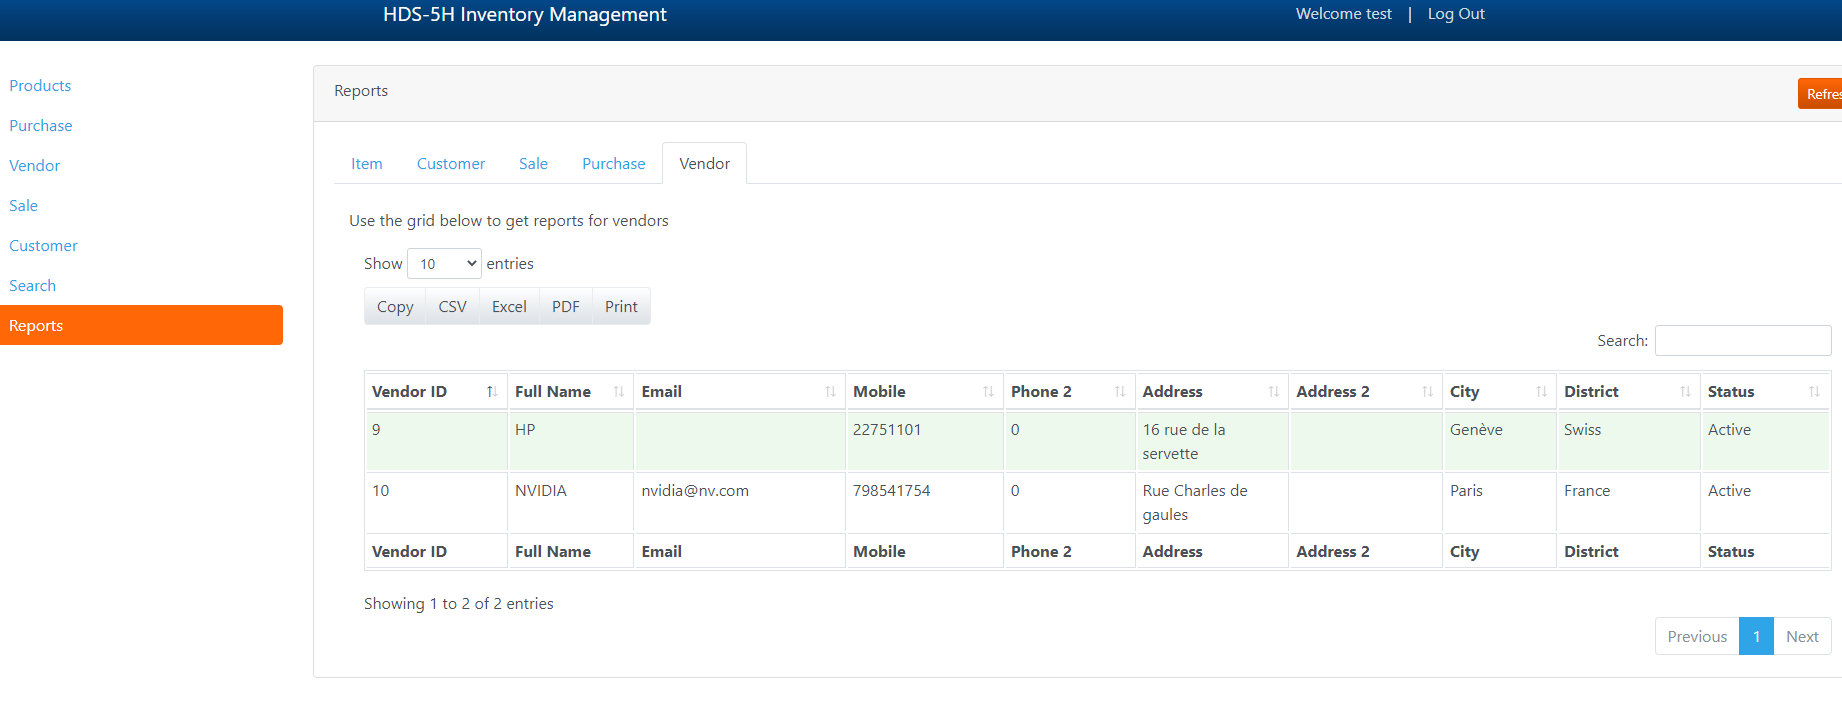 HDS-5H Inventory Management
Welcome test | Log Out
Products
Purchase
Vendor
Sale
Customer
Search
Reports
Reports
Item Customer Sale Purchase Vendor
Use the grid below to get reports for vendors
Show 10 entries
Copy CSV Excel PDF Print
Search:
Vendor ID Full Name Email Mobile Phone 2 Address Address 2 City District Status
9 HP 22751101 0 16 rue de la servette Genève Swiss Active
10 NVIDIA nvidia@nv.com 798541754 0 Rue Charles de gaules Paris France Active
Vendor ID Full Name Email Mobile Phone 2 Address Address 2 City District Status
Showing 1 to 2 of 2 entries
Previous 1 Next